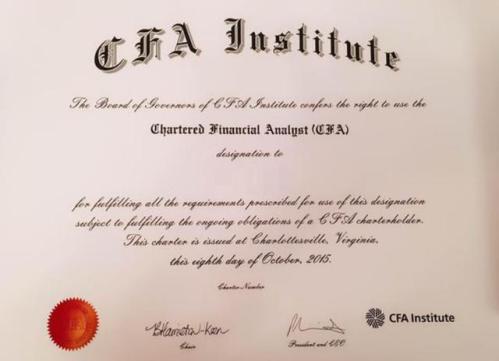 CFA Institute
The Board of Governors of CFA Institute confers the right to use the
Chartered Financial Analyst (CFA)
designation to
for fulfilling all the requirements prescribed for use of this designation
subject to fulfilling the ongoing obligations of a CFA charterholder.
This charter is issued at Charlottesville, Virginia,
this eighth day of October, 2015.
Charter Number
Chair
President and CEO
CFA Institute